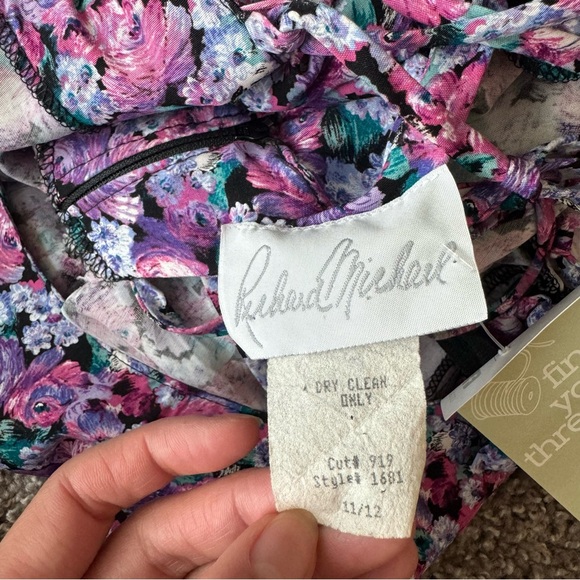 Richard Michael
DRY CLEAN
ONLY
Cut# 919
Style# 1681
11/12